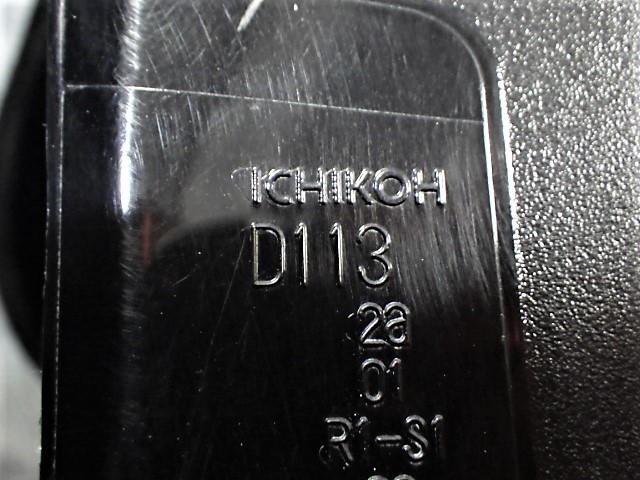 ICHIKOH
D113
2a
01
R1-S1